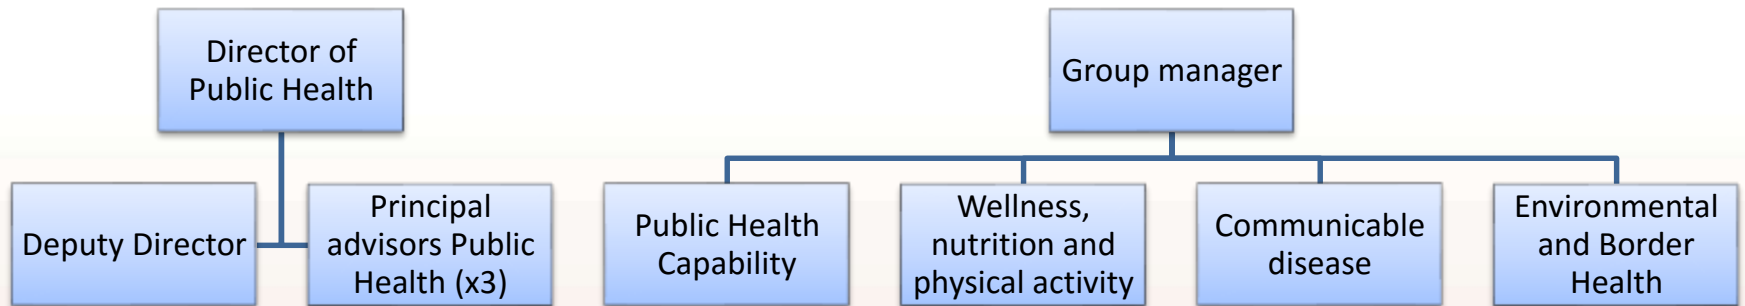 Director of
Public Health
Group manager
Deputy Director
Principal
advisors Public
Health (x3)
Public Health
Capability
Wellness,
nutrition and
physical activity
Communicable
disease
Environmental
and Border
Health